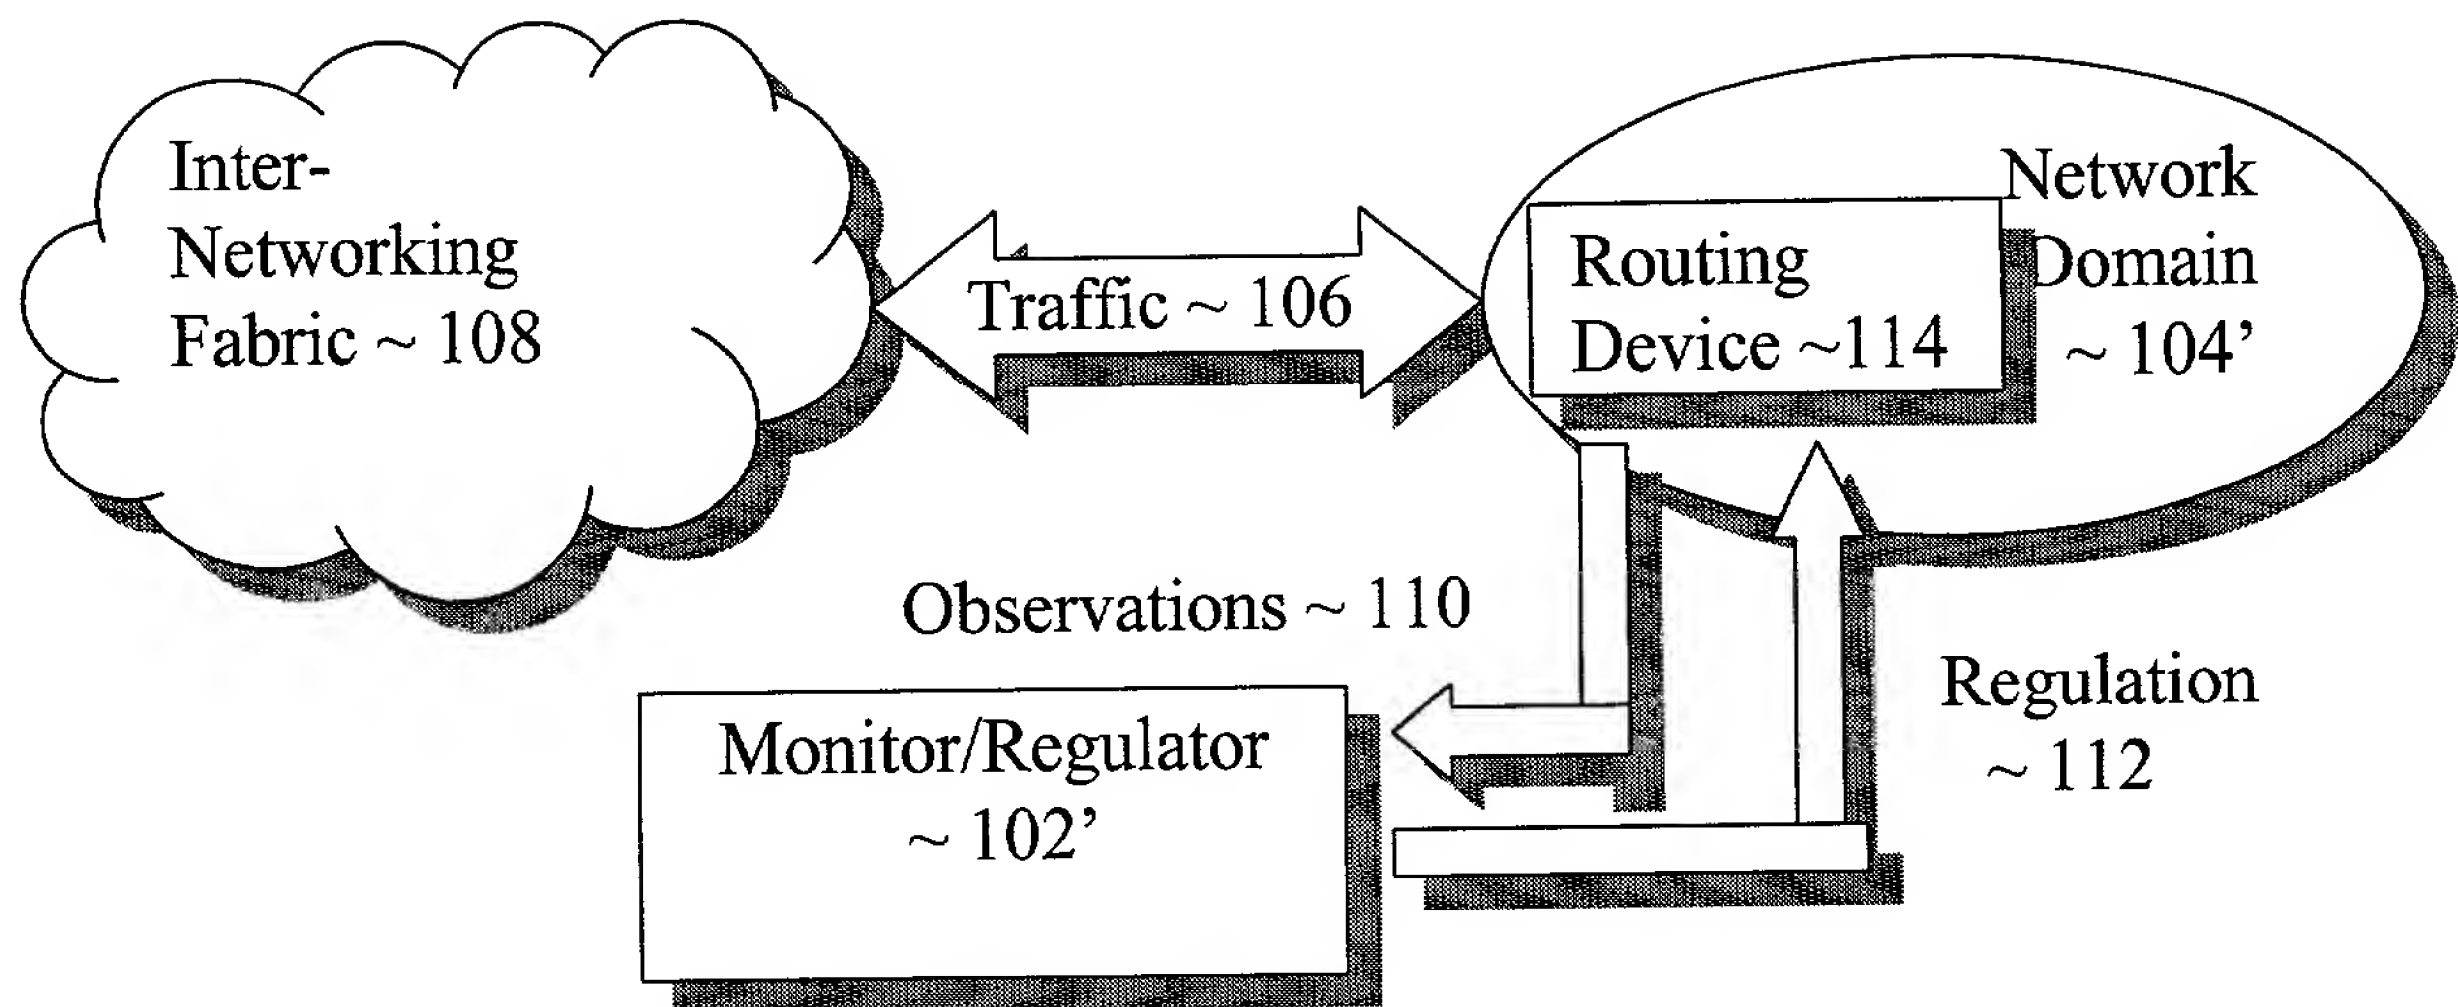 Inter-
Networking
Fabric ~ 108
Traffic ~ 106
Routing
Device ~114
Network
Domain
~ 104’
Observations ~ 110
Regulation
~ 112
Monitor/Regulator
~ 102’